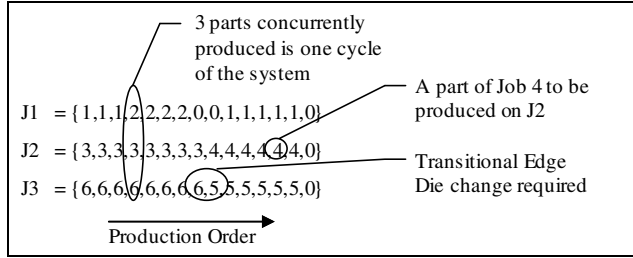 3 parts concurrently
produced is one cycle
of the system
A part of Job 4 to be
produced on J2
J1 = {1,1,1,2,2,2,2,0,0,1,1,1,1,1,0}
J2 = {3,3,3,3,3,3,3,3,4,4,4,4,4,4,0}
J3 = {6,6,6,6,6,6,6,6,5,5,5,5,5,5,0}
Transitional Edge
Die change required
Production Order